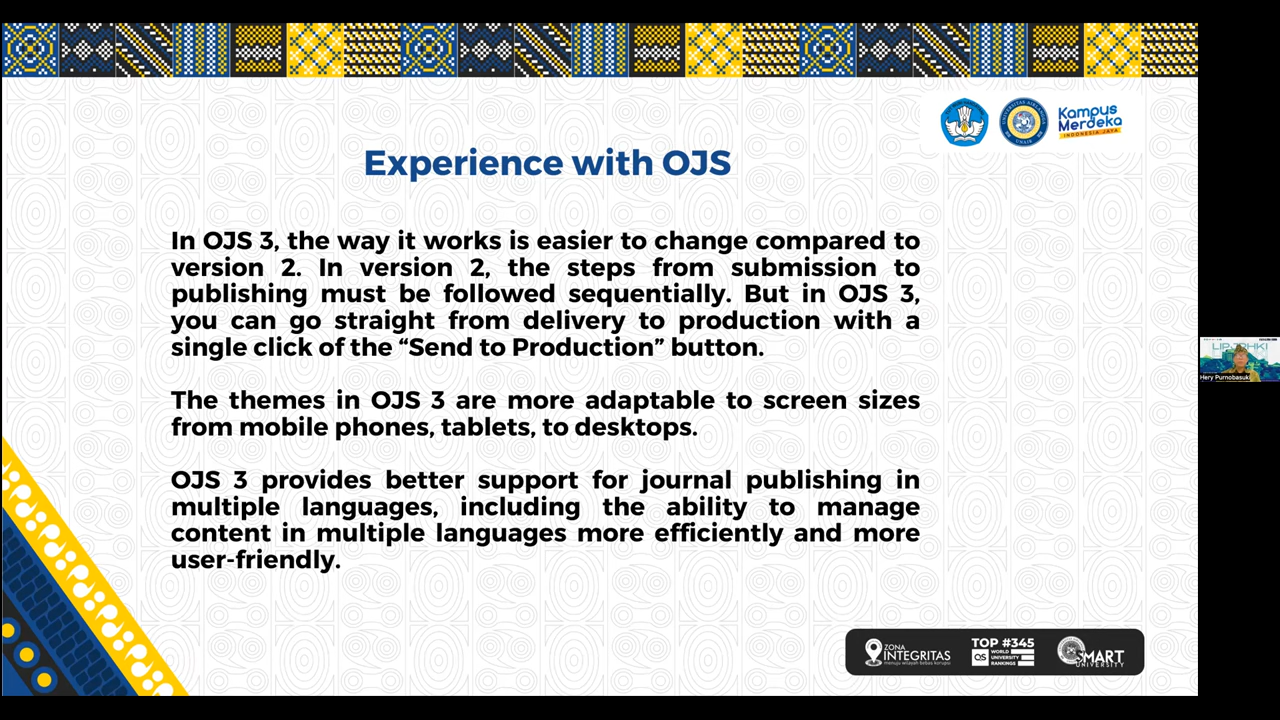 Kampus
Merdeka
INDONESIA JAYA
Experience with OJS
In OJS 3, the way it works is easier to change compared to
version 2. In version 2, the steps from submission to
publishing must be followed sequentially. But in OJS 3,
you can go straight from delivery to production with a
single click of the “Send to Production” button.
The themes in OJS 3 are more adaptable to screen sizes
from mobile phones, tablets, to desktops.
OJS 3 provides better support for journal publishing in
multiple languages, including the ability to manage
content in multiple languages more efficiently and more
user-friendly.
Hery Purnobasuki
ZONA
INTEGRITAS
menuju wilayah bebas korupsi
TOP #345
QS WORLD
UNIVERSITY
RANKINGS
SMART
UNIVERSITY